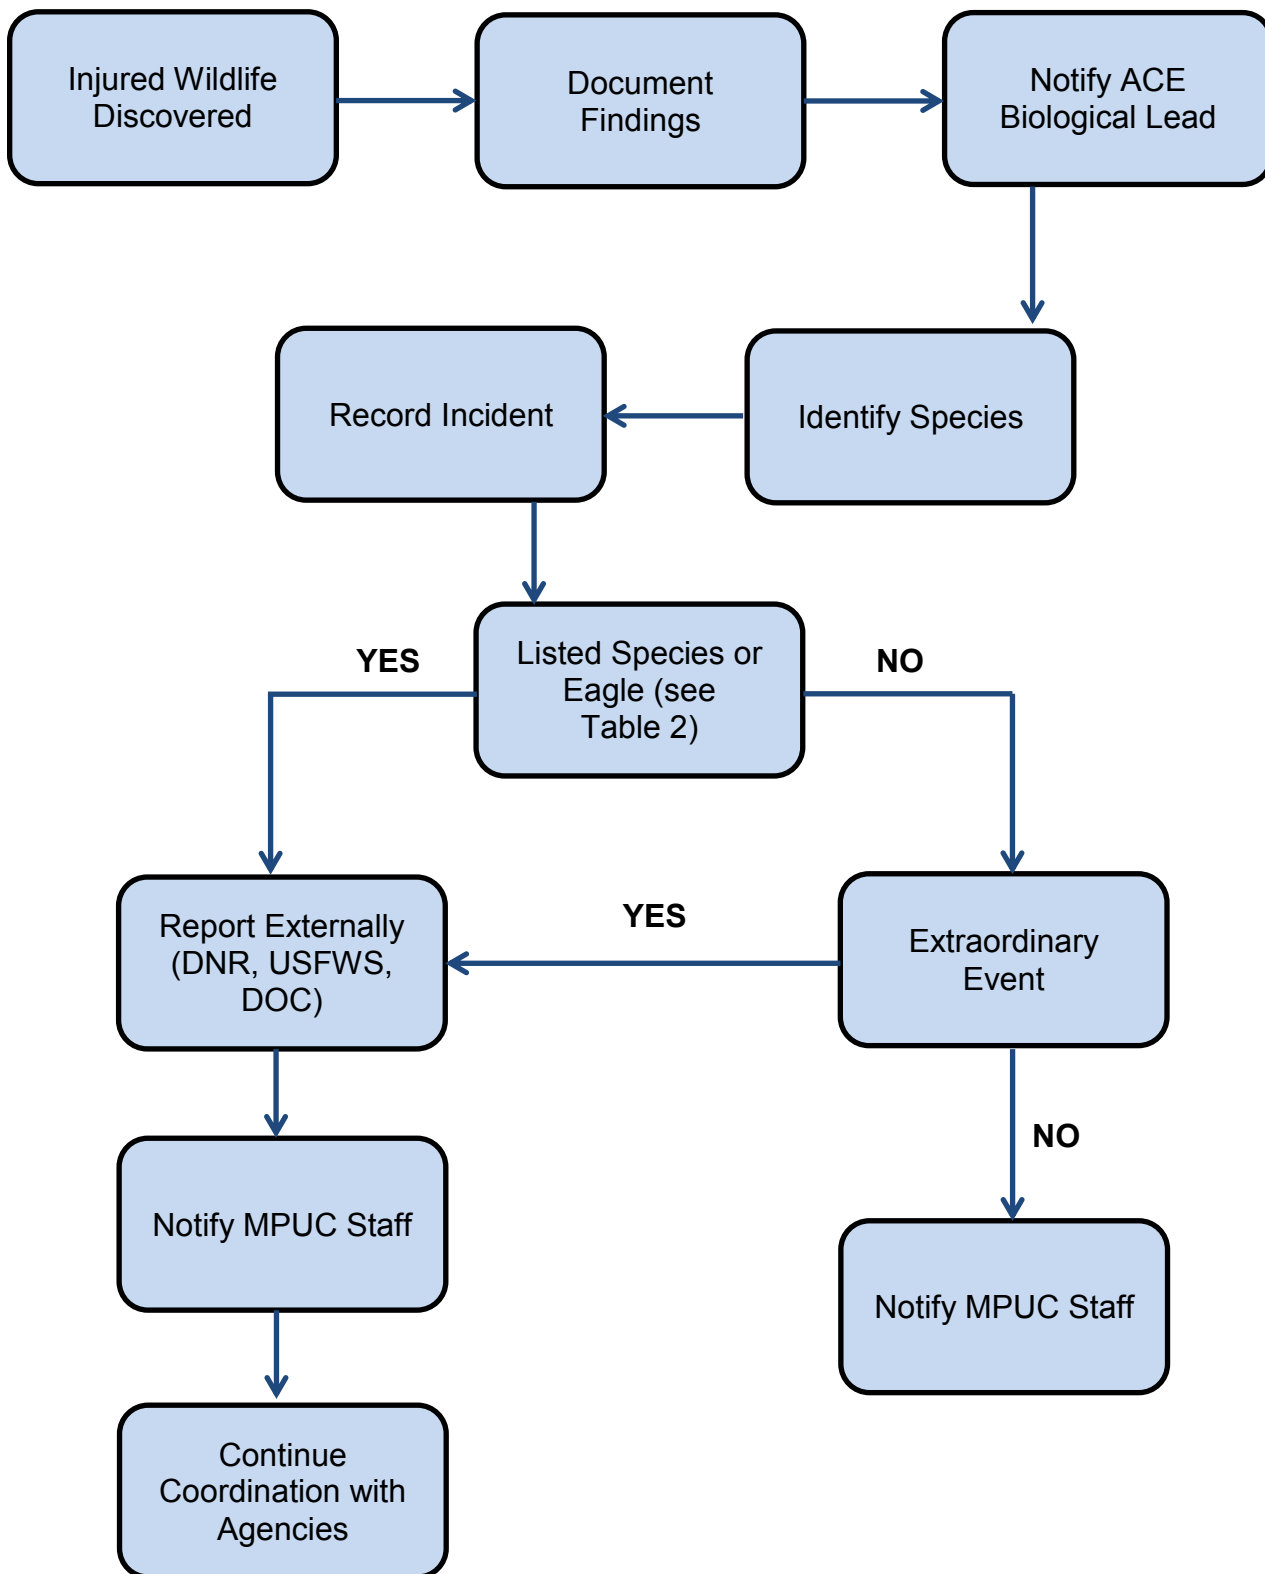 Injured Wildlife
Discovered
Document
Findings
Notify ACE
Biological Lead
Record Incident
Identify Species
YES
Listed Species or
Eagle (see
Table 2)
NO
Report Externally
(DNR, USFWS,
DOC)
YES
Extraordinary
Event
NO
Notify MPUC Staff
Notify MPUC Staff
Continue
Coordination with
Agencies